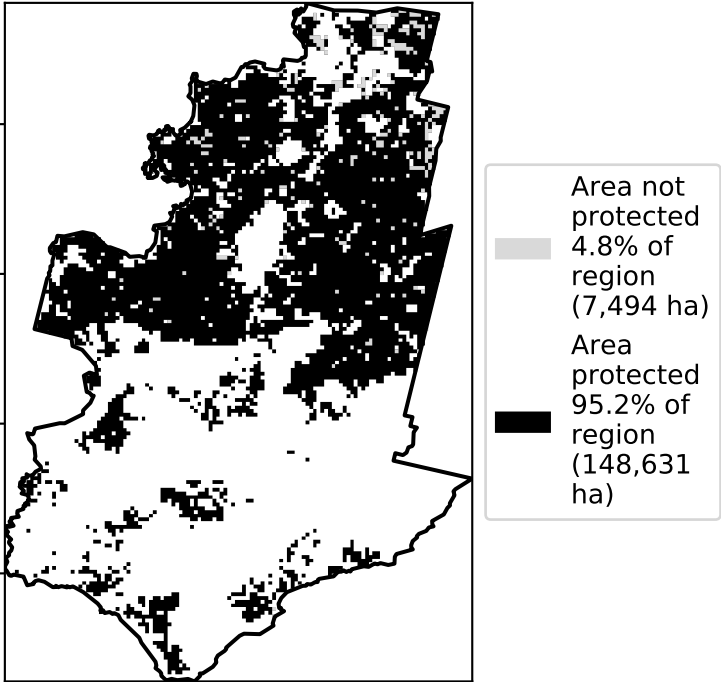 Area not
protected
4.8% of
region
(7,494 ha)
Area
protected
95.2% of
region
(148,631
ha)